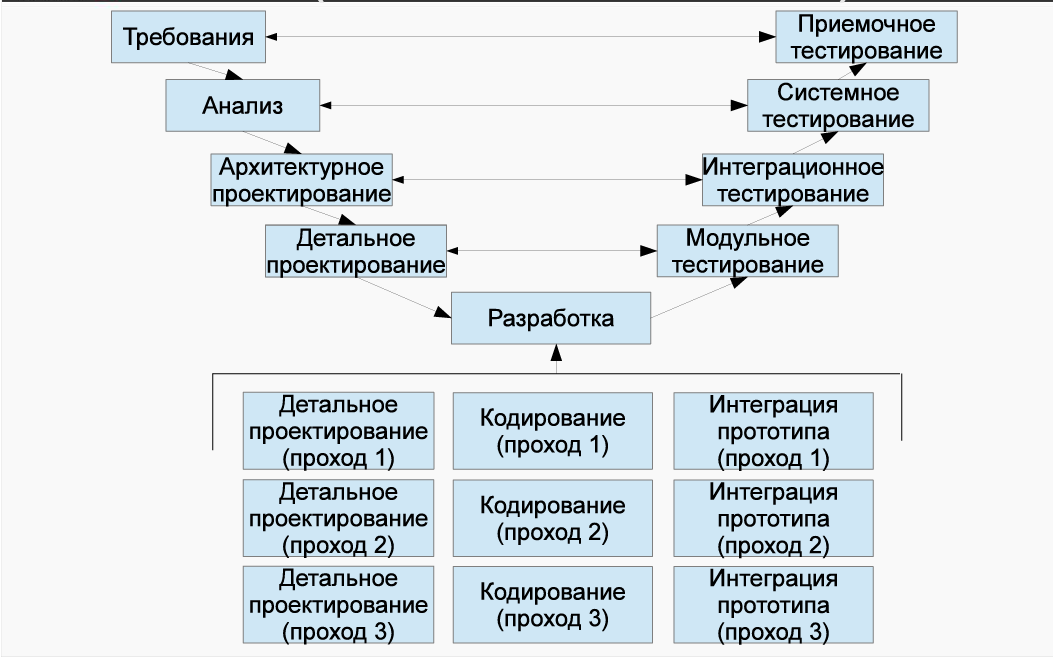 Требования
Приемочное
тестирование
Анализ
Системное
тестирование
Архитектурное
проектирование
Интеграционное
тестирование
Детальное
проектирование
Модульное
тестирование
Разработка
Детальное
проектирование
(проход 1)
Кодирование
(проход 1)
Интеграция
прототипа
(проход 1)
Детальное
проектирование
(проход 2)
Кодирование
(проход 2)
Интеграция
прототипа
(проход 2)
Детальное
проектирование
(проход 3)
Кодирование
(проход 3)
Интеграция
прототипа
(проход 3)